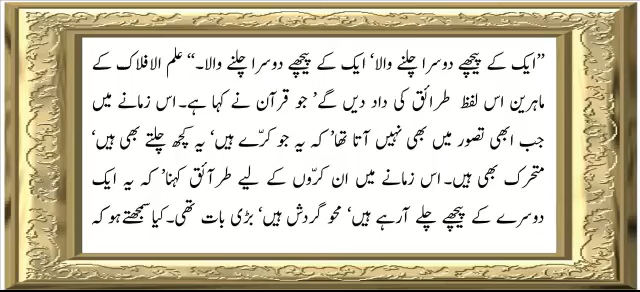 ”ایک کے پیچھے دوسرا چلنے والا‘ ایک کے پیچھے دوسرا چلنے والا۔“ علم الافلاک کے
ماہرین اس لفظ طرائق کی داد دیں گے’ جو قرآن نے کہا ہے۔ اس زمانے میں
جب ابھی تصور میں بھی نہیں آتا تھا’ کہ یہ جو کرّے ہیں‘ یہ کچھ چلتے بھی ہیں‘
متحرک بھی ہیں۔ اس زمانے میں ان کرّوں کے لیے طرآئق کہنا’ کہ یہ ایک
دوسرے کے پیچھے چلے آرہے ہیں‘ محو گردش ہیں‘ بڑی بات تھی۔ کیا سمجھتے ہو کہ